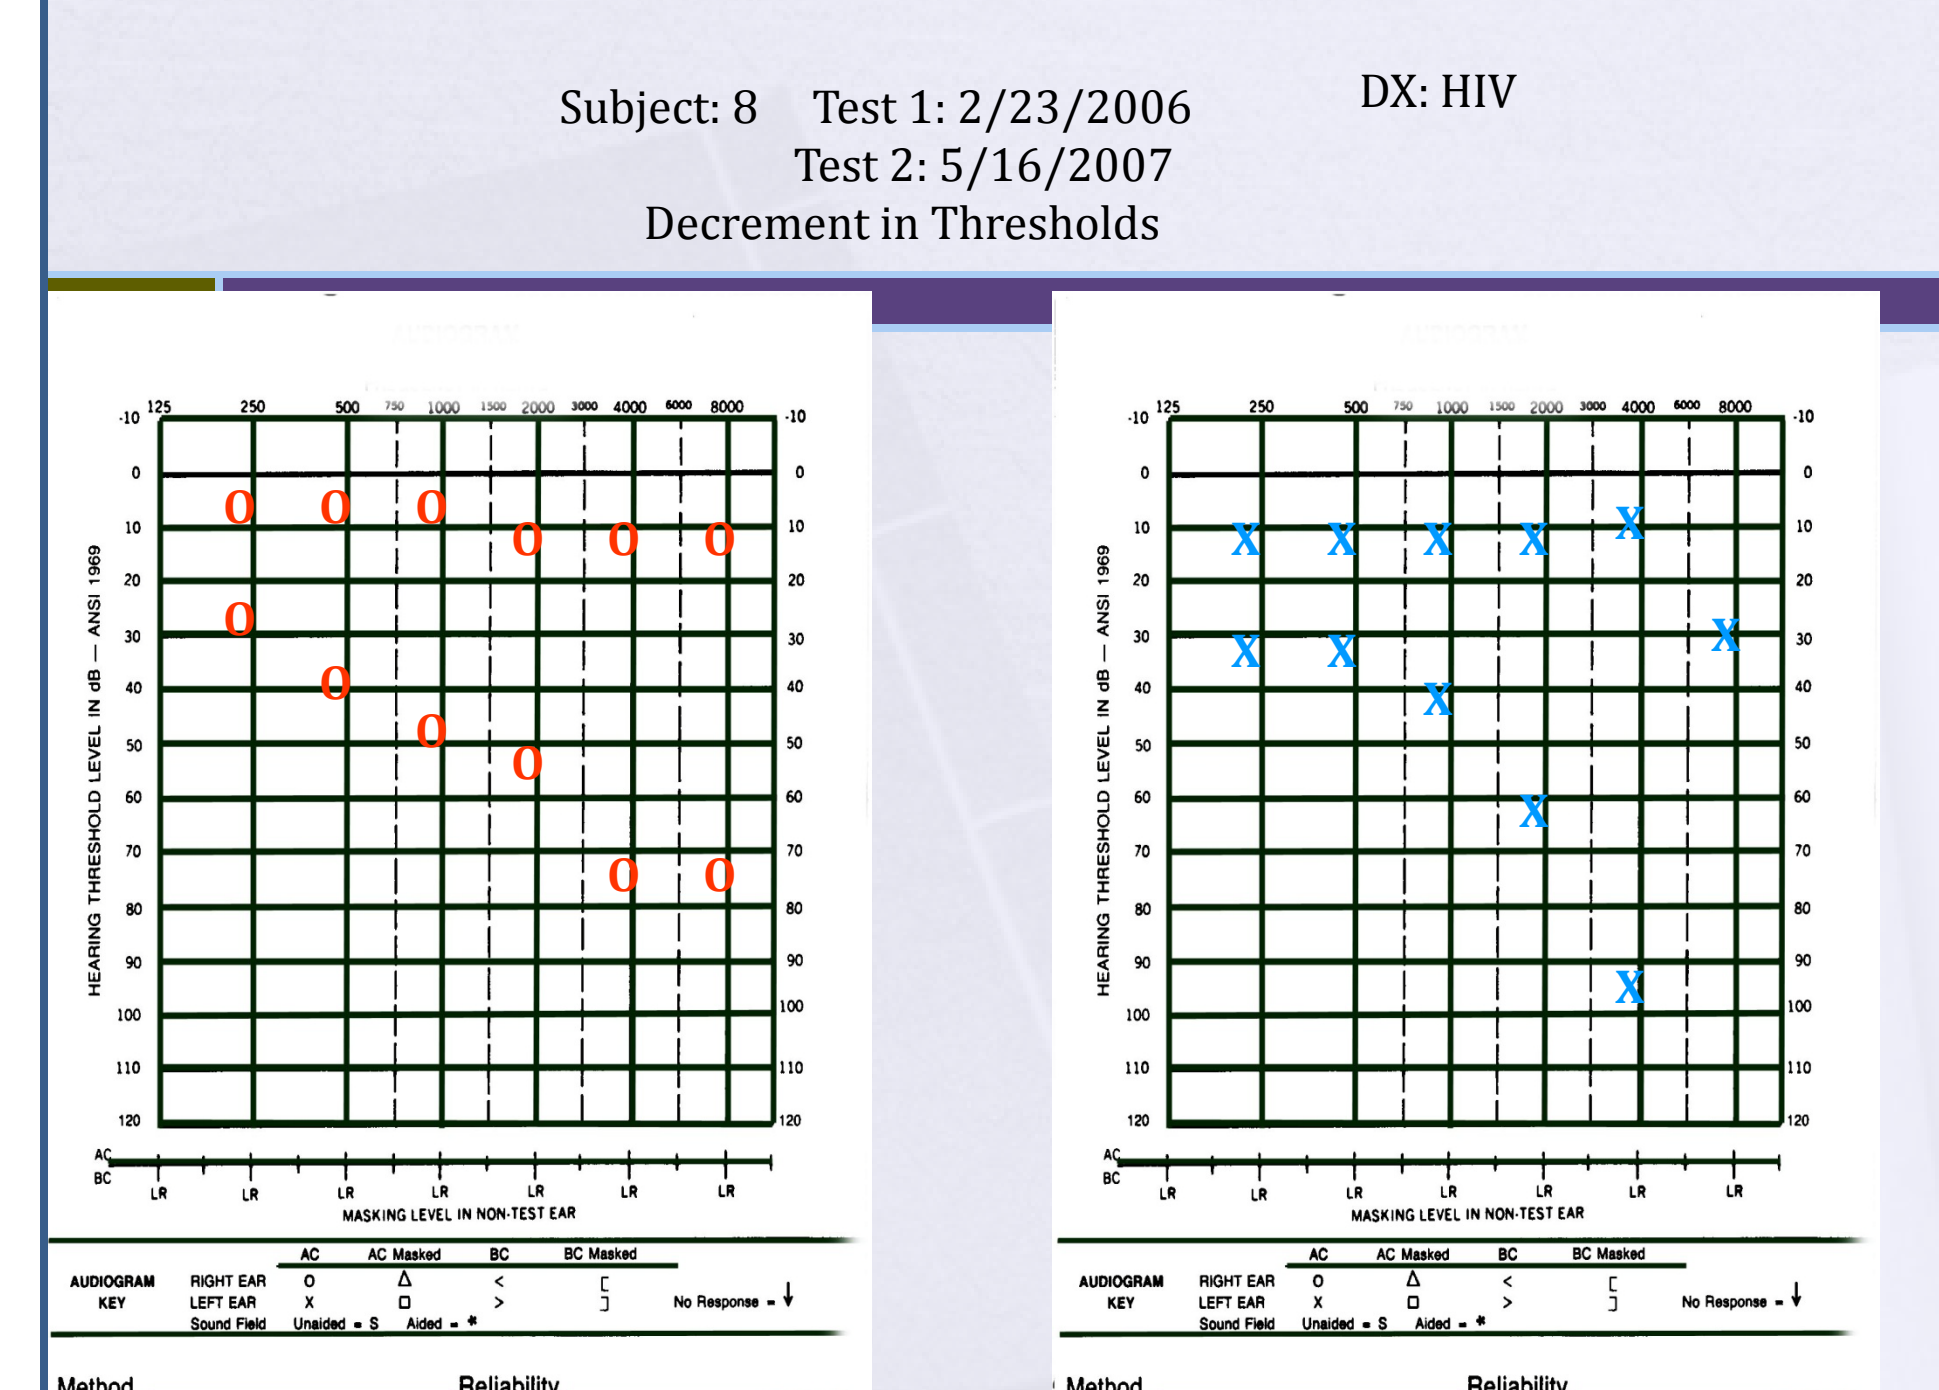 Subject: 8 Test 1: 2/23/2006 DX: HIV
Test 2: 5/16/2007
Decrement in Thresholds
125 250 500 750 1000 1500 2000 3000 4000 6000 8000
-10 -10
0 0
10 10
20 20
30 30
40 40
50 50
60 60
70 70
80 80
90 90
100 100
110 110
120 120
HEARING THRESHOLD LEVEL IN dB — ANSI 1969
O O O O O O
O O O O O O
AC
BC
LR LR LR LR LR LR LR
MASKING LEVEL IN NON-TEST EAR
AC AC Masked BC BC Masked
AUDIOGRAM RIGHT EAR O Δ < [
KEY LEFT EAR X □ > ] No Response = ↓
Sound Field Unaided = S Aided = *
Method Reliability
125 250 500 750 1000 1500 2000 3000 4000 6000 8000
-10 -10
0 0
10 10
20 20
30 30
40 40
50 50
60 60
70 70
80 80
90 90
100 100
110 110
120 120
HEARING THRESHOLD LEVEL IN dB — ANSI 1969
X X X X X X
X X X X X
AC
BC
LR LR LR LR LR LR LR
MASKING LEVEL IN NON-TEST EAR
AC AC Masked BC BC Masked
AUDIOGRAM RIGHT EAR O Δ < [
KEY LEFT EAR X □ > ] No Response = ↓
Sound Field Unaided = S Aided = *
Method Reliability